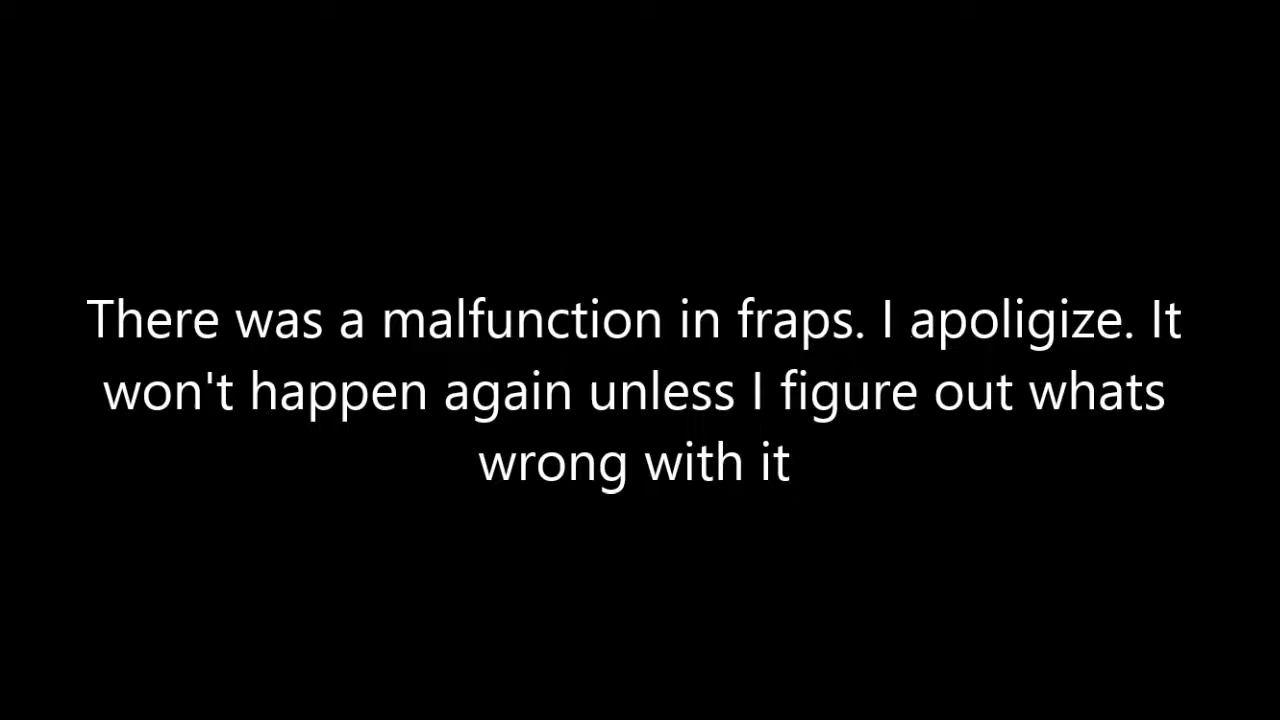 There was a malfunction in fraps. I apoligize. It
won't happen again unless I figure out whats
wrong with it